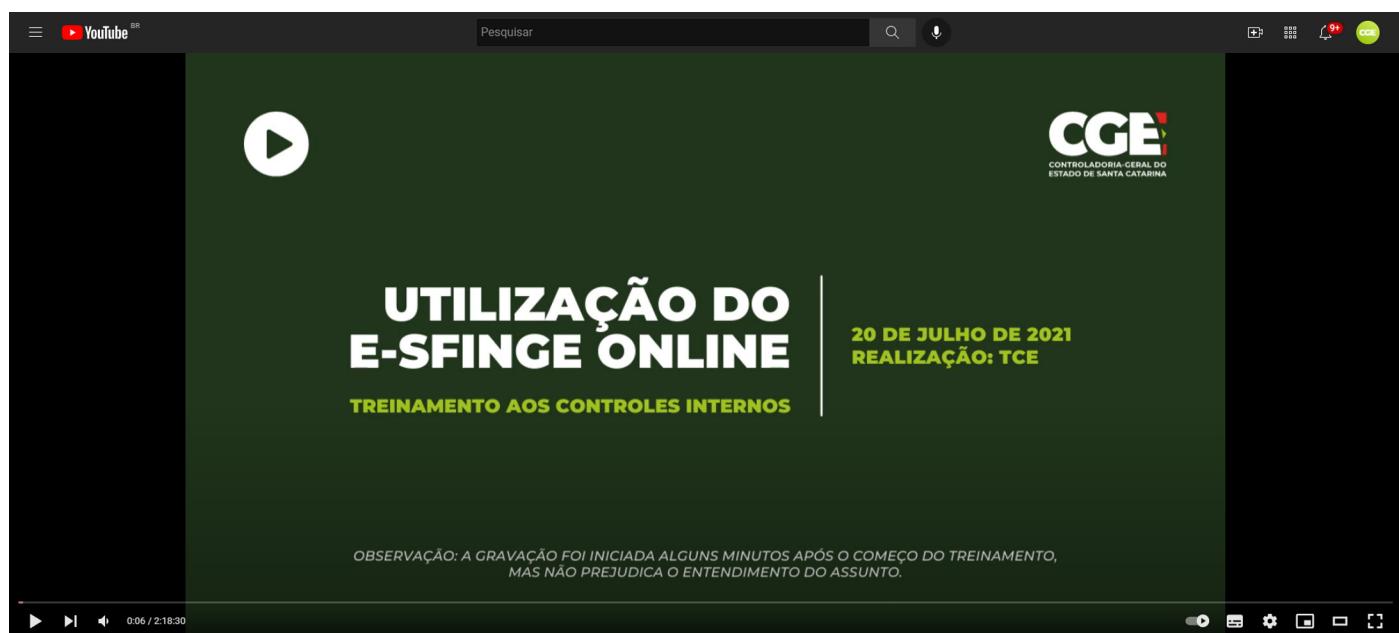 YouTube BR
Pesquisar
9+
CGE
CGE
CONTROLADORIA-GERAL DO
ESTADO DE SANTA CATARINA
UTILIZAÇÃO DO
E-SFINGE ONLINE
TREINAMENTO AOS CONTROLES INTERNOS
20 DE JULHO DE 2021
REALIZAÇÃO: TCE
OBSERVAÇÃO: A GRAVAÇÃO FOI INICIADA ALGUNS MINUTOS APÓS O COMEÇO DO TREINAMENTO,
MAS NÃO PREJUDICA O ENTENDIMENTO DO ASSUNTO.
0:06 / 2:18:30